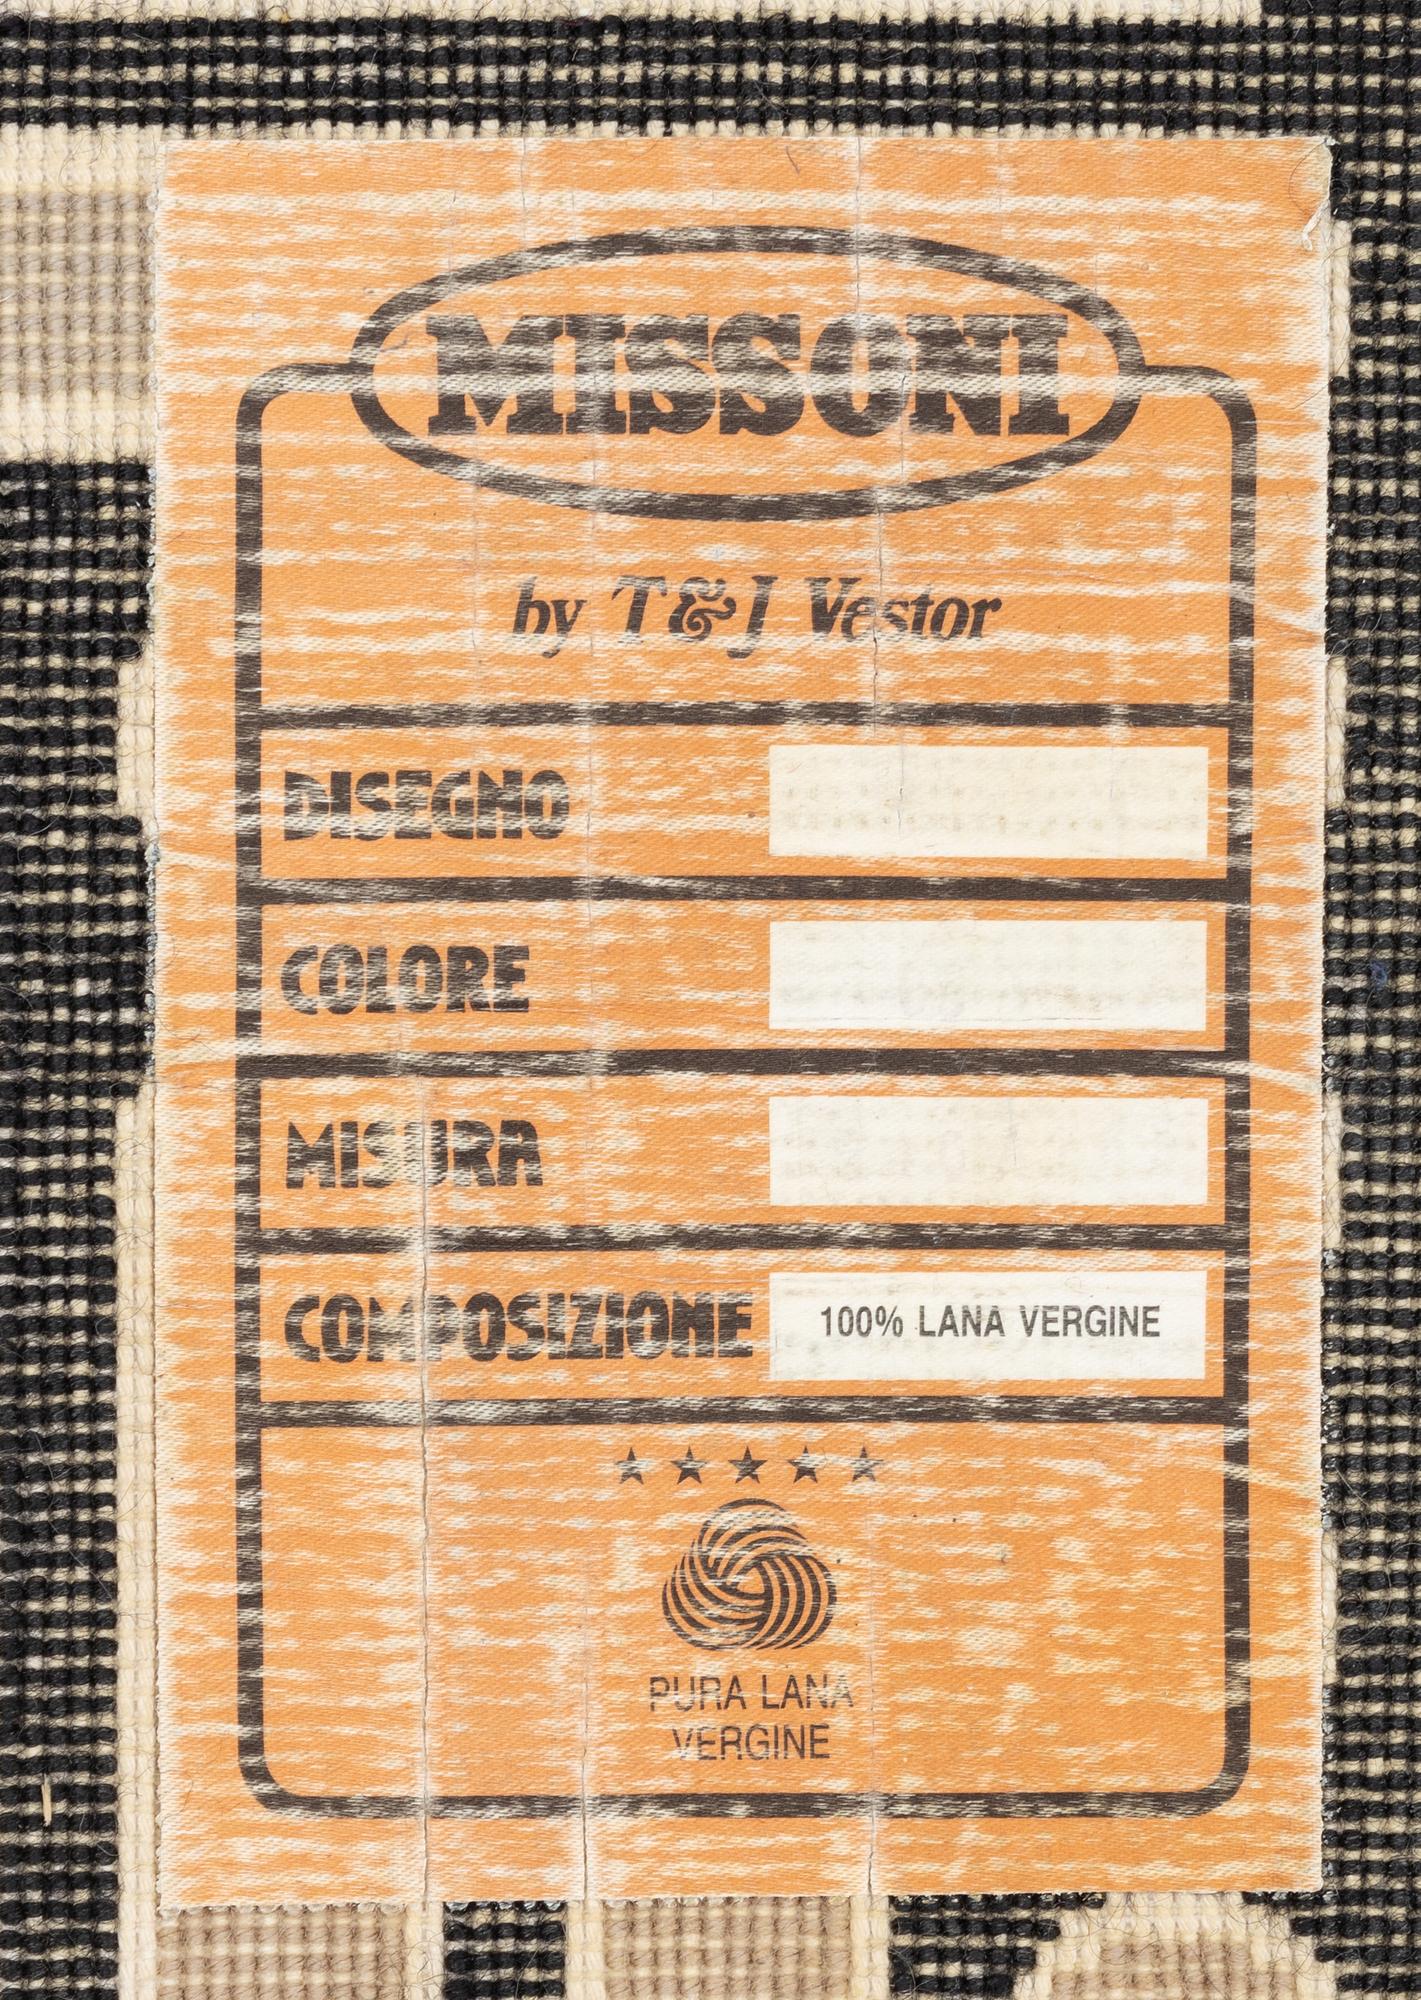 MISSONI
by T&J Vestor
DISEGNO
COLORE
MISURA
COMPOSIZIONE 100% LANA VERGINE
PURA LANA
VERGINE